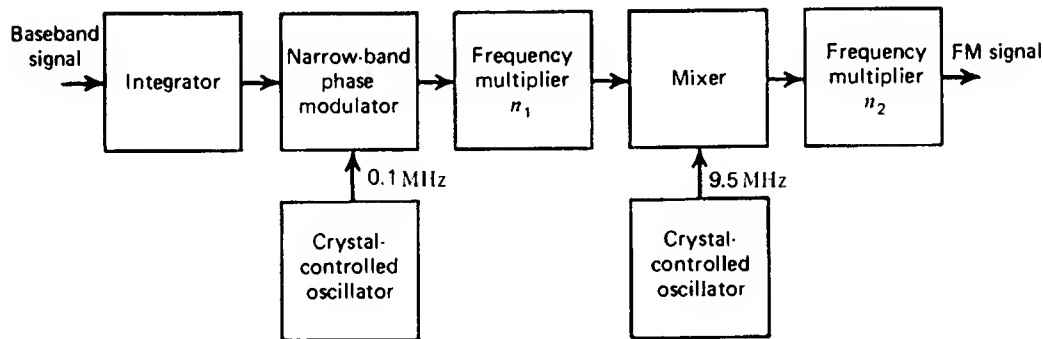 Baseband
signal
Integrator
Narrow-band
phase
modulator
Frequency
multiplier
n₁
Mixer
Frequency
multiplier
n₂
FM signal
0.1 MHz
9.5 MHz
Crystal-
controlled
oscillator
Crystal-
controlled
oscillator